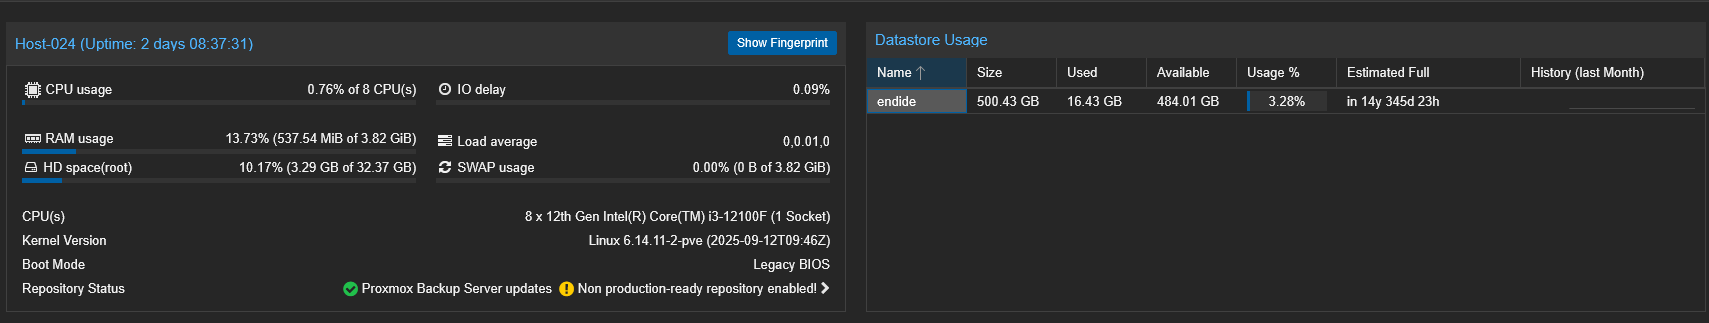 Host-024 (Uptime: 2 days 08:37:31)
Show Fingerprint
CPU usage 0.76% of 8 CPU(s)
IO delay 0.09%
RAM usage 13.73% (537.54 MiB of 3.82 GiB)
Load average 0,0.01,0
HD space(root) 10.17% (3.29 GB of 32.37 GB)
SWAP usage 0.00% (0 B of 3.82 GiB)
CPU(s) 8 x 12th Gen Intel(R) Core(TM) i3-12100F (1 Socket)
Kernel Version Linux 6.14.11-2-pve (2025-09-12T09:46Z)
Boot Mode Legacy BIOS
Repository Status Proxmox Backup Server updates Non production-ready repository enabled!
Datastore Usage
Name Size Used Available Usage % Estimated Full History (last Month)
endide 500.43 GB 16.43 GB 484.01 GB 3.28% in 14y 345d 23h